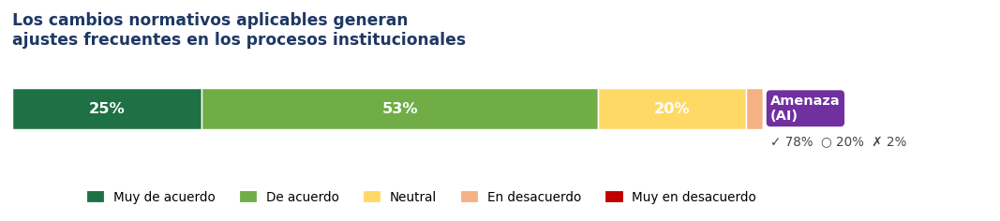 Los cambios normativos aplicables generan
ajustes frecuentes en los procesos institucionales
25%
53%
20%
Amenaza
(AI)
✓ 78% ○ 20% ✗ 2%
Muy de acuerdo
De acuerdo
Neutral
En desacuerdo
Muy en desacuerdo